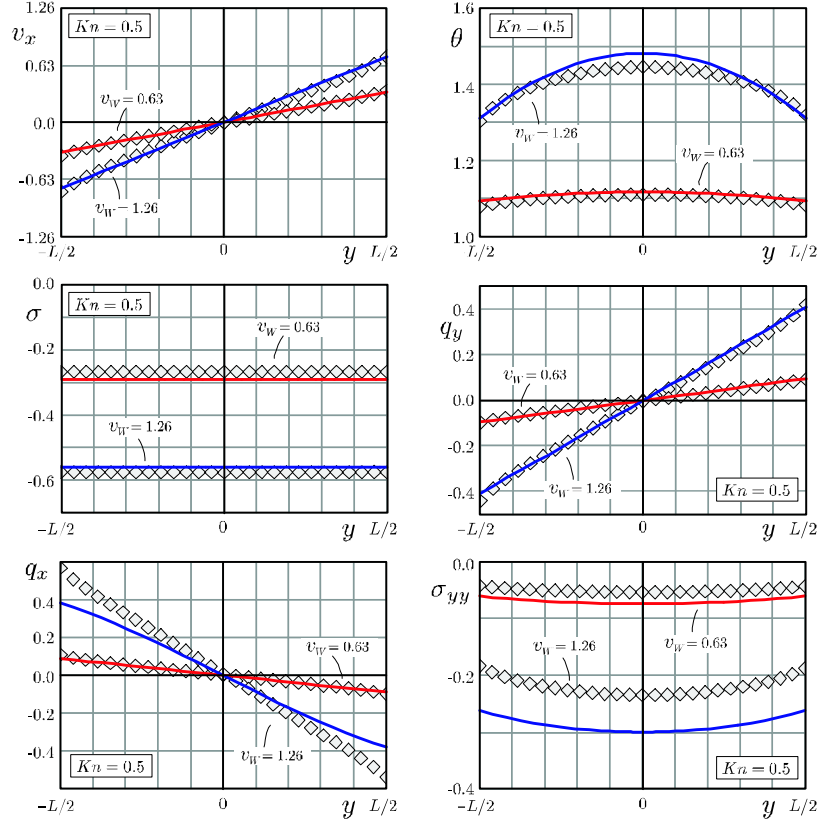 1.26
v_x
Kn = 0.5
0.63
v_W = 0.63
0.0
-0.63
v_W = 1.26
-1.26
-L/2
0
y
L/2
1.6
θ
Kn = 0.5
1.4
v_W = 1.26
1.2
v_W = 0.63
1.1
1.0
-L/2
0
y
L/2
0.0
Kn = 0.5
σ
v_W = 0.63
-0.2
-0.4
v_W = 1.26
-0.6
-L/2
0
y
L/2
0.4
q_y
0.2
v_W = 0.63
0.0
-0.2
v_W = 1.26
-0.4
Kn = 0.5
-L/2
0
y
L/2
q_x
0.4
0.2
v_W = 0.63
0.0
-0.2
v_W = 1.26
-0.4
Kn = 0.5
-L/2
0
y
L/2
0.0
σ_yy
v_W = 1.26
v_W = 0.63
-0.2
Kn = 0.5
-0.4
-L/2
0
y
L/2